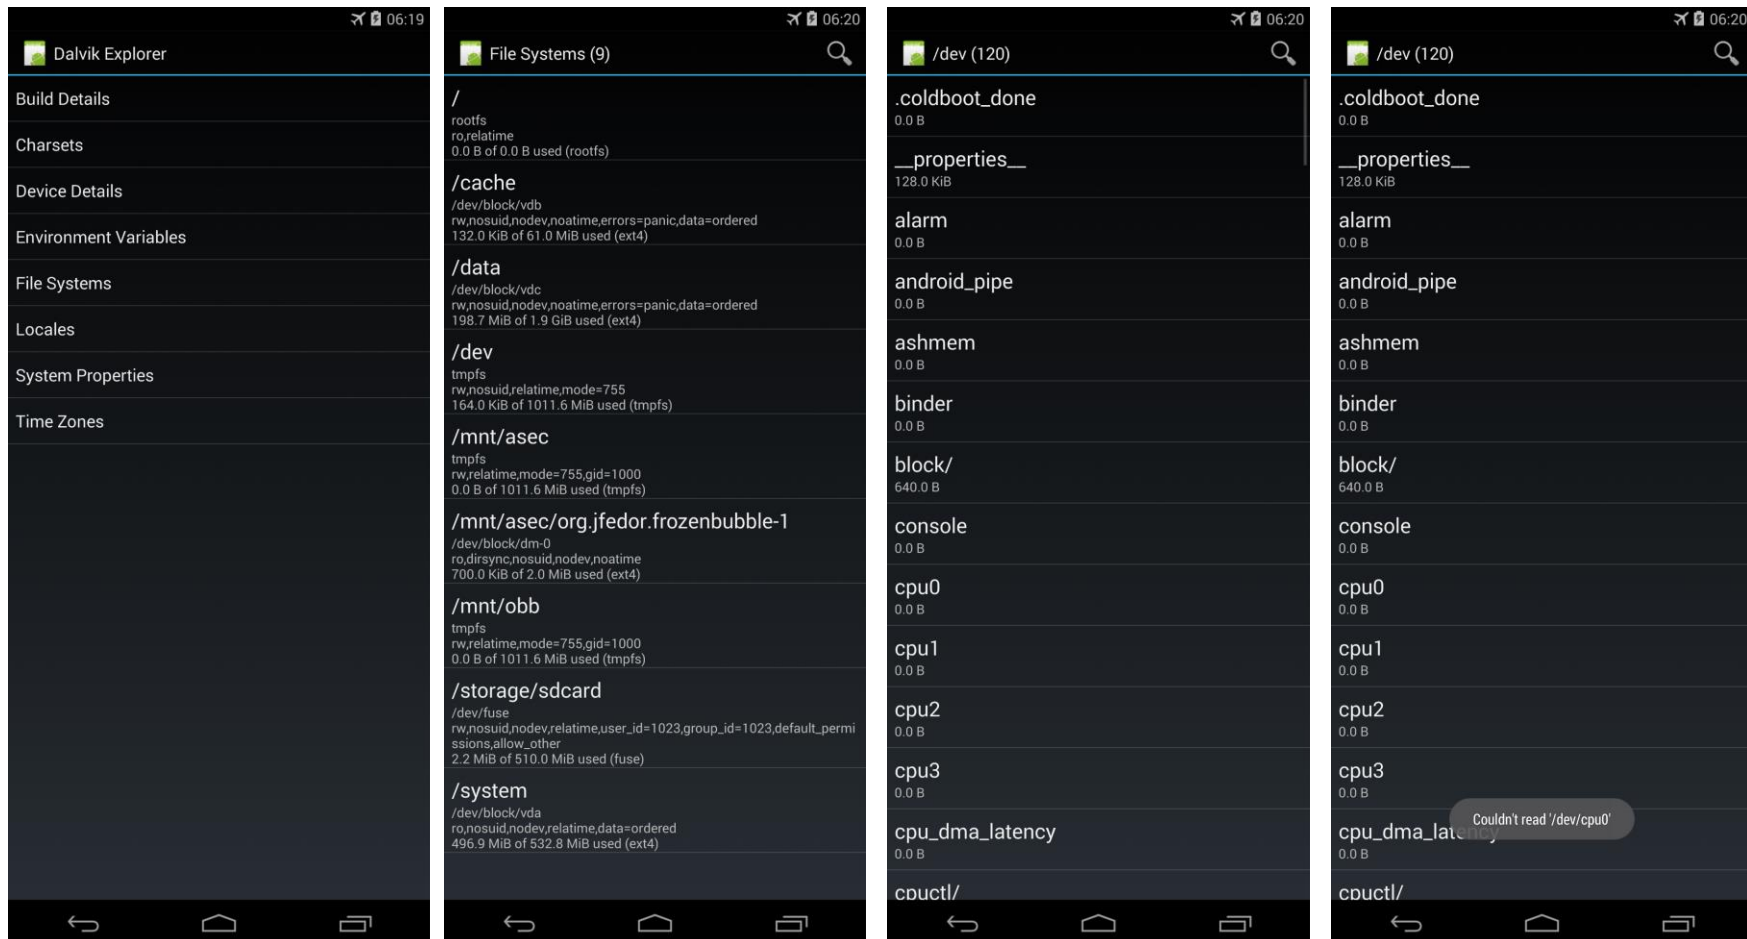 06:19
Dalvik Explorer
Build Details
Charsets
Device Details
Environment Variables
File Systems
Locales
System Properties
Time Zones
06:20
File Systems (9)
/
rootfs
ro,relatime
0.0 B of 0.0 B used (rootfs)
/cache
/dev/block/vdb
rw,nosuid,nodev,noatime,errors=panic,data=ordered
132.0 KiB of 61.0 MiB used (ext4)
/data
/dev/block/vdc
rw,nosuid,nodev,noatime,errors=panic,data=ordered
198.7 MiB of 1.9 GiB used (ext4)
/dev
tmpfs
rw,nosuid,relatime,mode=755
164.0 KiB of 1011.6 MiB used (tmpfs)
/mnt/asec
tmpfs
rw,relatime,mode=755,gid=1000
0.0 B of 1011.6 MiB used (tmpfs)
/mnt/asec/org.jfedor.frozenbubble-1
/dev/block/dm-0
ro,dirsync,nosuid,nodev,noatime
700.0 KiB of 2.0 MiB used (ext4)
/mnt/obb
tmpfs
rw,relatime,mode=755,gid=1000
0.0 B of 1011.6 MiB used (tmpfs)
/storage/sdcard
/dev/fuse
rw,nosuid,nodev,relatime,user_id=1023,group_id=1023,default_permi
ssions,allow_other
2.2 MiB of 510.0 MiB used (fuse)
/system
/dev/block/vda
ro,nosuid,nodev,relatime,data=ordered
496.9 MiB of 532.8 MiB used (ext4)
06:20
/dev (120)
.coldboot_done
0.0 B
__properties__
128.0 KiB
alarm
0.0 B
android_pipe
0.0 B
ashmem
0.0 B
binder
0.0 B
block/
640.0 B
console
0.0 B
cpu0
0.0 B
cpu1
0.0 B
cpu2
0.0 B
cpu3
0.0 B
cpu_dma_latency
0.0 B
cpuctl/
06:20
/dev (120)
.coldboot_done
0.0 B
__properties__
128.0 KiB
alarm
0.0 B
android_pipe
0.0 B
ashmem
0.0 B
binder
0.0 B
block/
640.0 B
console
0.0 B
cpu0
0.0 B
cpu1
0.0 B
cpu2
0.0 B
cpu3
0.0 B
Couldn't read '/dev/cpu0'
cpu_dma_latency
0.0 B
cpuctl/